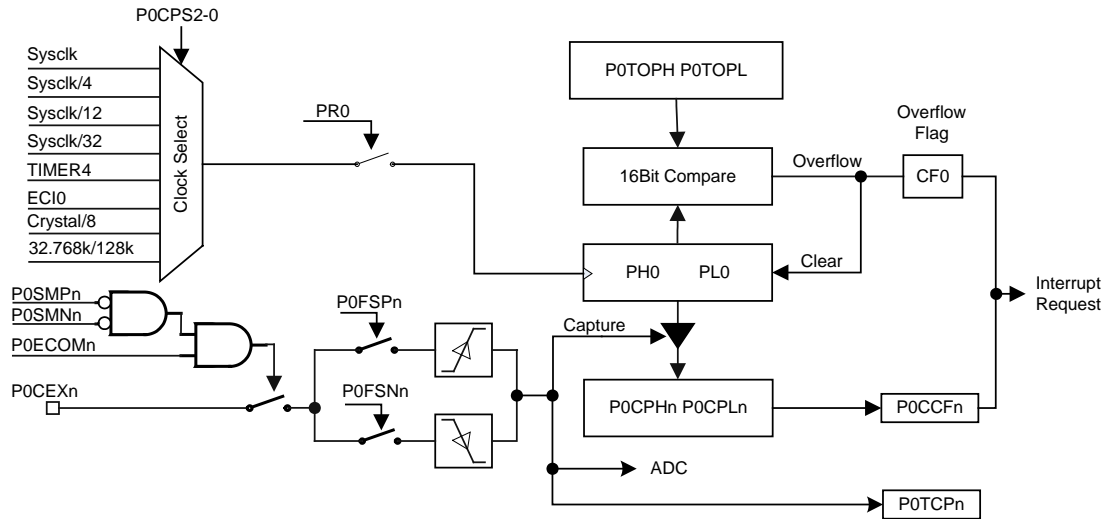 P0CPS2-0
Sysclk
Sysclk/4
Sysclk/12
Sysclk/32
TIMER4
ECI0
Crystal/8
32.768k/128k
Clock Select
PR0
P0TOPH P0TOPL
16Bit Compare
Overflow
Overflow
Flag
CF0
PH0 PL0
Clear
Interrupt
Request
P0SMPn
P0SMNn
P0ECOMn
P0CEXn
P0FSPn
P0FSNn
Capture
P0CPHn P0CPLn
P0CCFn
ADC
P0TCPn